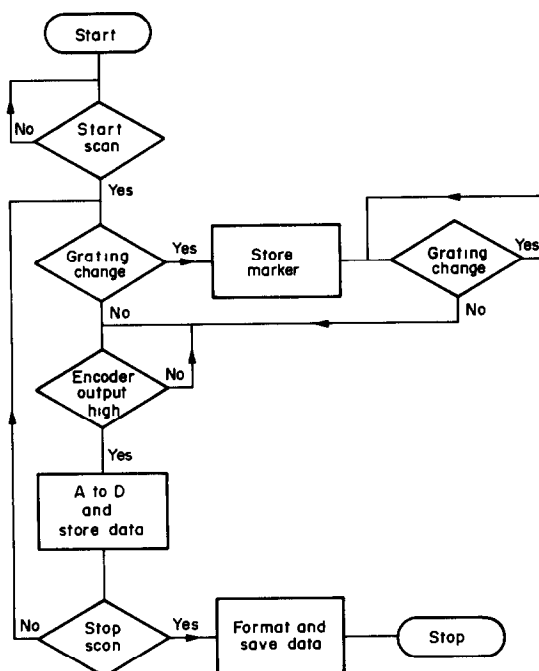 Start
No
Start
scan
Yes
Grating
change
Yes
Store
marker
Grating
change
Yes
No
No
Encoder
output
high
No
Yes
A to D
and
store data
No
Stop
scan
Yes
Format and
save data
Stop